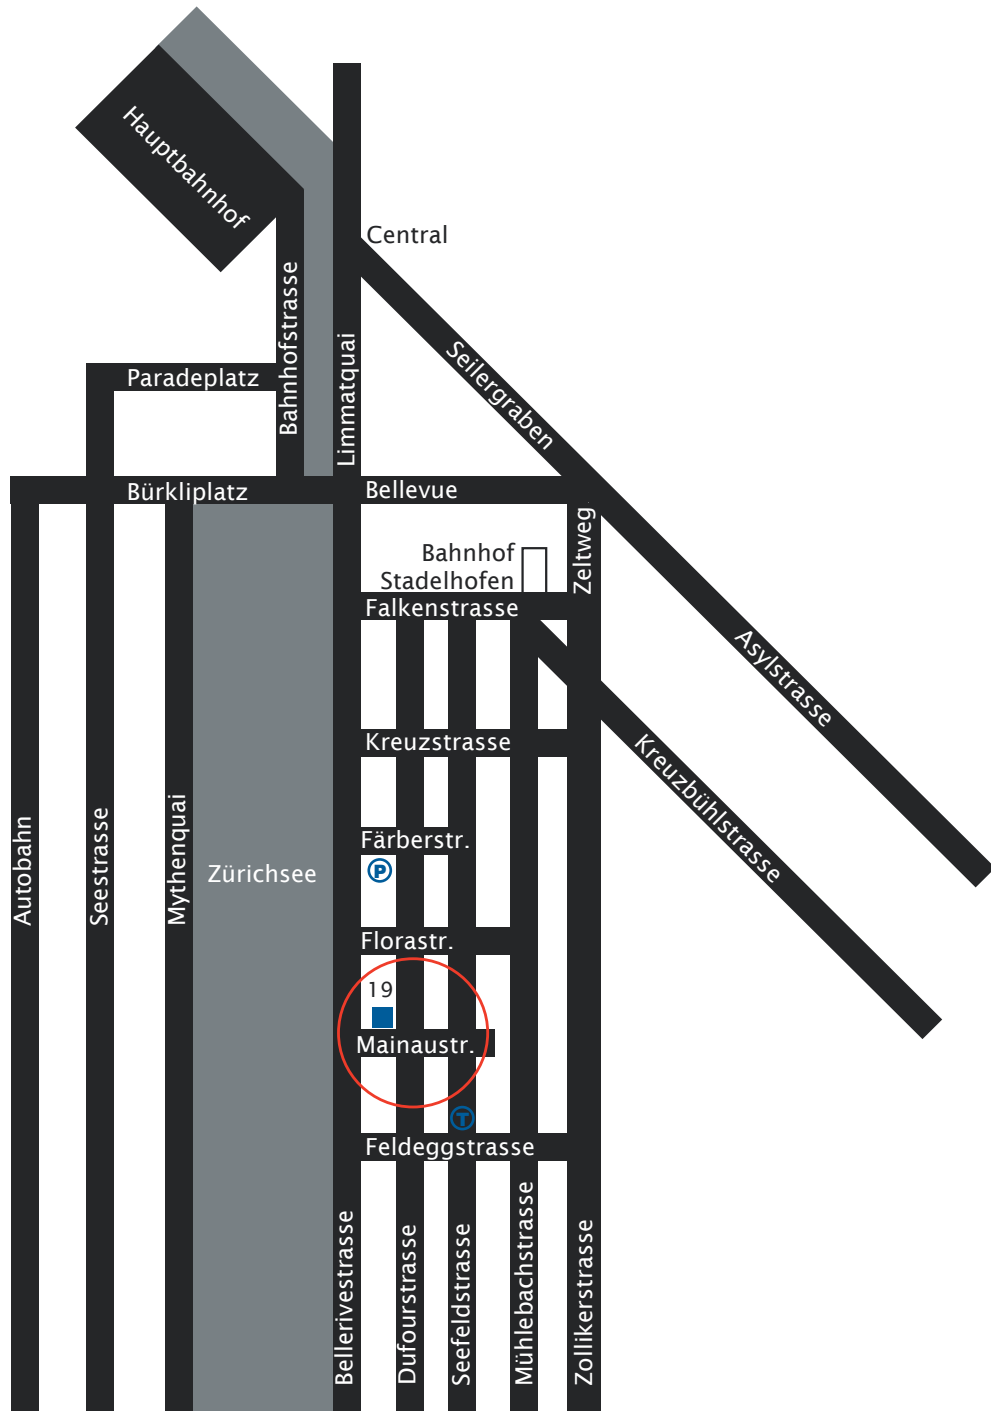 Hauptbahnhof
Central
Bahnhofstrasse
Limmatquai
Seilergraben
Paradeplatz
Bürkliplatz
Bellevue
Zeltweg
Bahnhof
Stadelhofen
Falkenstrasse
Asylstrasse
Kreuzstrasse
Kreuzbühlstrasse
Färberstr.
P
Autobahn
Seestrasse
Mythenquai
Zürichsee
Florastr.
19
Mainaustr.
T
Feldeggstrasse
Bellerivestrasse
Dufourstrasse
Seefeldstrasse
Mühlebachstrasse
Zollikerstrasse